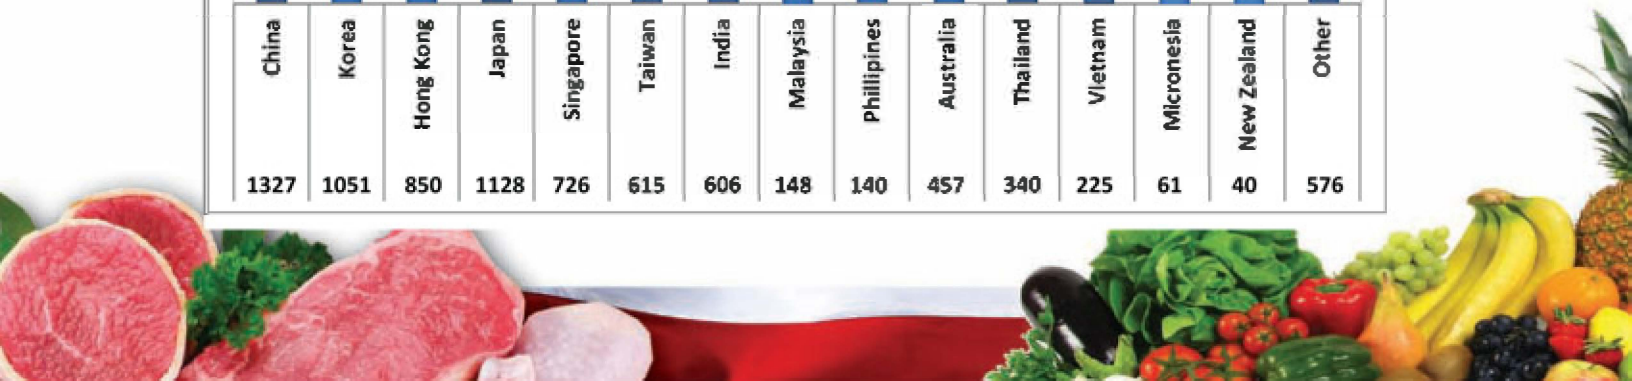 China Korea Hong Kong Japan Singapore Taiwan India Malaysia Phillipines Australia Thailand Vietnam Micronesia New Zealand Other
1327 1051 850 1128 726 615 606 148 140 457 340 225 61 40 576